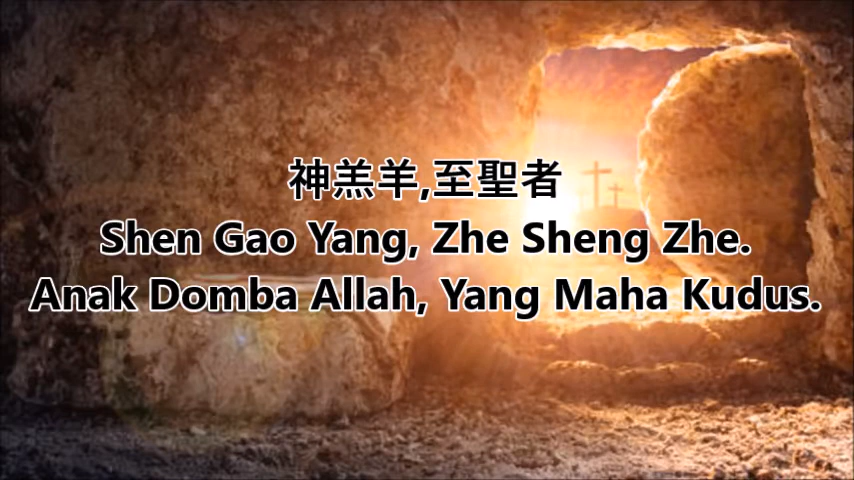 神羔羊,至聖者
Shen Gao Yang, Zhe Sheng Zhe.
Anak Domba Allah, Yang Maha Kudus.